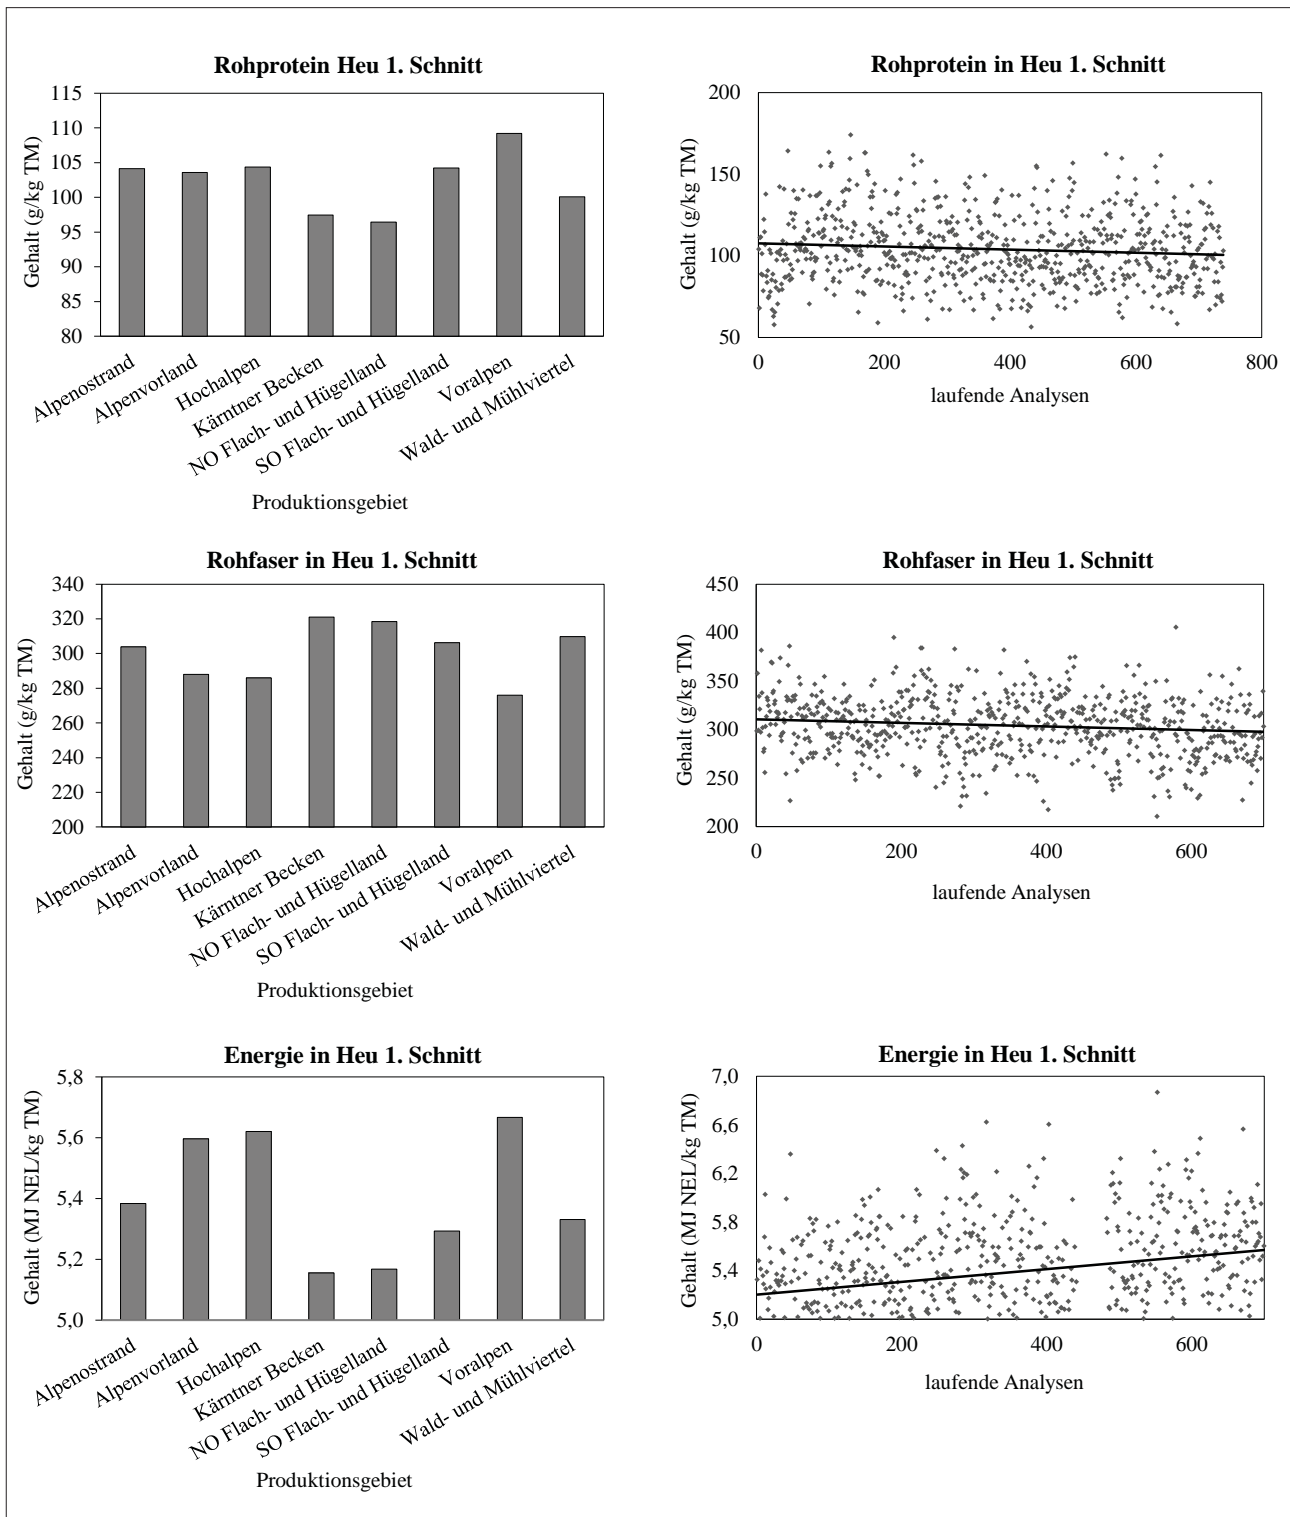 Rohprotein Heu 1. Schnitt
Gehalt (g/kg TM)
115
110
105
100
95
90
85
80
Alpenostrand
Alpenvorland
Hochalpen
Kärntner Becken
NO Flach- und Hügelland
SO Flach- und Hügelland
Voralpen
Wald- und Mühlviertel
Produktionsgebiet
Rohprotein in Heu 1. Schnitt
Gehalt (g/kg TM)
200
150
100
50
0 200 400 600 800
laufende Analysen
Rohfaser in Heu 1. Schnitt
Gehalt (g/kg TM)
340
320
300
280
260
240
220
200
Alpenostrand
Alpenvorland
Hochalpen
Kärntner Becken
NO Flach- und Hügelland
SO Flach- und Hügelland
Voralpen
Wald- und Mühlviertel
Produktionsgebiet
Rohfaser in Heu 1. Schnitt
Gehalt (g/kg TM)
450
400
350
300
250
200
0 200 400 600
laufende Analysen
Energie in Heu 1. Schnitt
Gehalt (MJ NEL/kg TM)
5,8
5,6
5,4
5,2
5,0
Alpenostrand
Alpenvorland
Hochalpen
Kärntner Becken
NO Flach- und Hügelland
SO Flach- und Hügelland
Voralpen
Wald- und Mühlviertel
Produktionsgebiet
Energie in Heu 1. Schnitt
Gehalt (MJ NEL/kg TM)
7,0
6,6
6,2
5,8
5,4
5,0
0 200 400 600
laufende Analysen